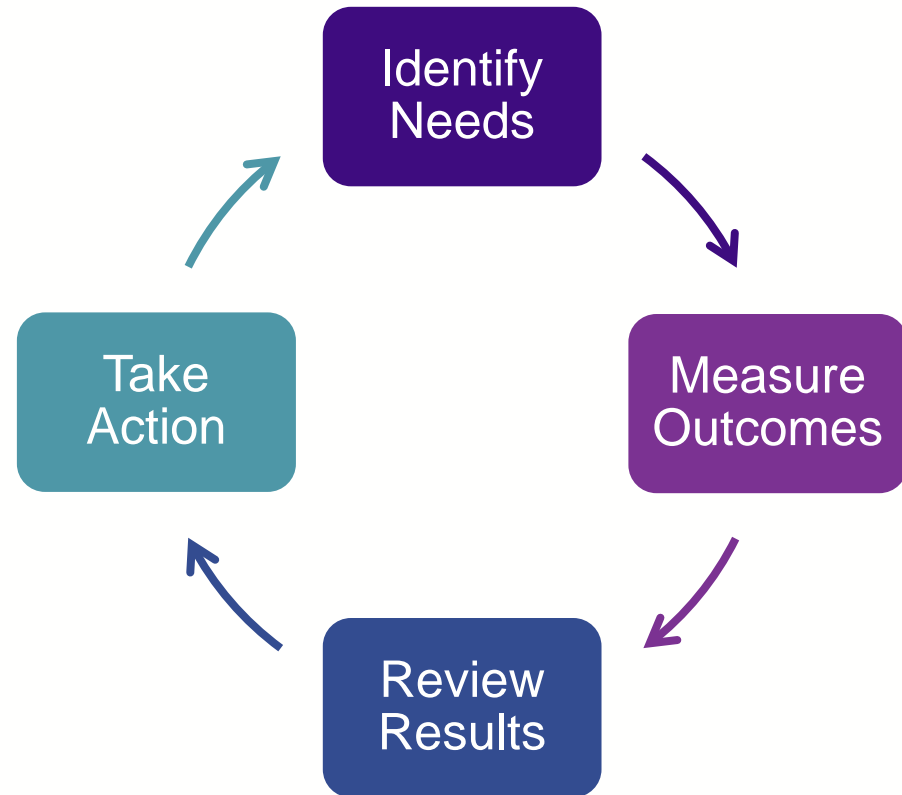 Identify
Needs
Measure
Outcomes
Review
Results
Take
Action